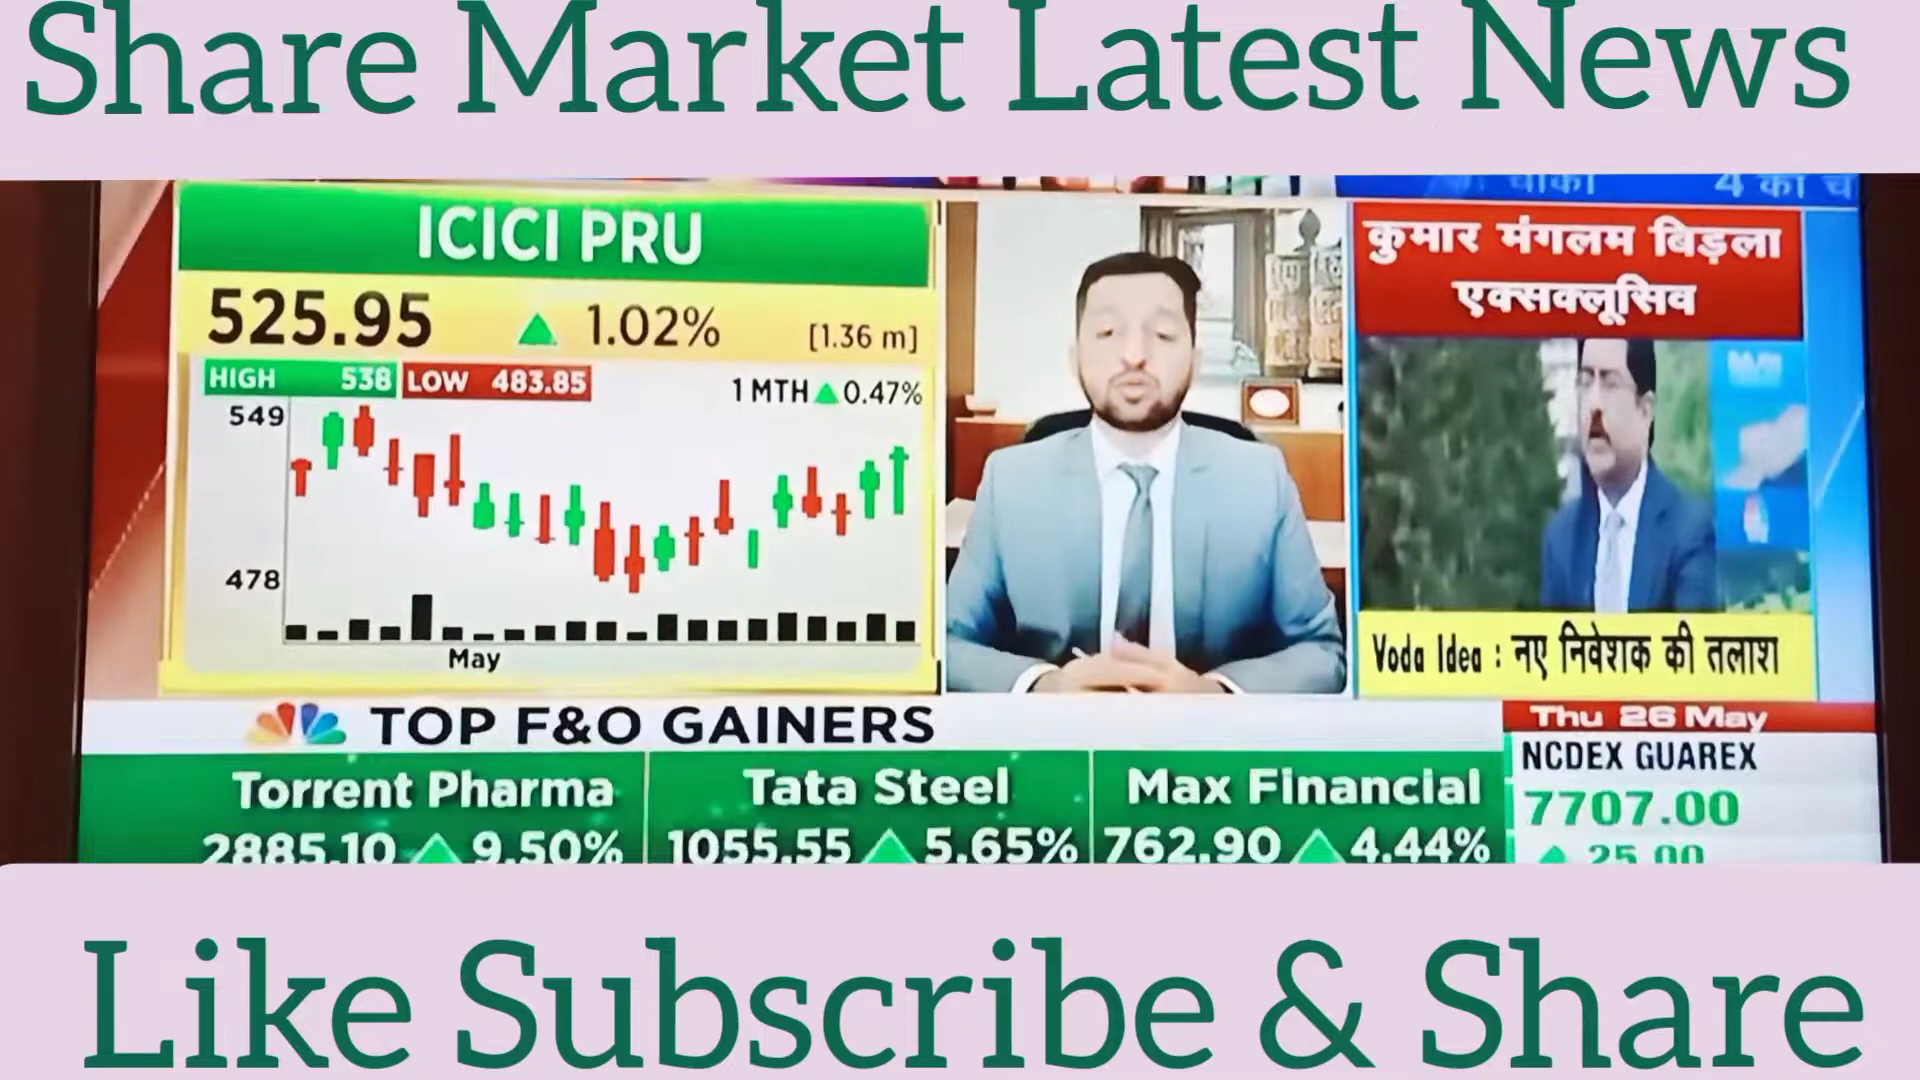 Share Market Latest News
ICICI PRU
525.95 ▲ 1.02% [1.36 m]
HIGH 538 LOW 483.85 1 MTH ▲ 0.47%
549
478
May
कुमार मंगलम बिड़ला
एक्सक्लूसिव
Voda Idea : नए निवेशक की तलाश
TOP F&O GAINERS
Thu 26 May
Torrent Pharma
2885.10 ▲ 9.50%
Tata Steel
1055.55 ▲ 5.65%
Max Financial
762.90 ▲ 4.44%
NCDEX GUAREX
7707.00
▲ 25.00
Like Subscribe & Share